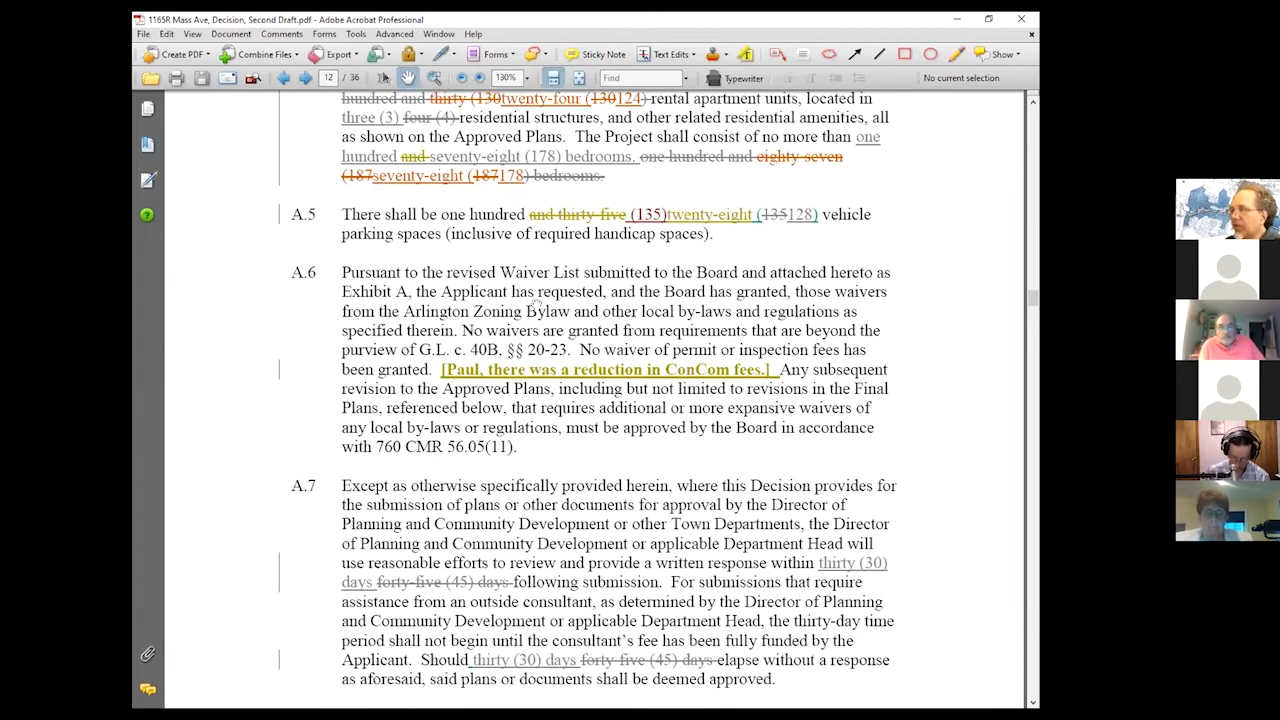 1165R Mass Ave, Decision, Second Draft.pdf - Adobe Acrobat Professional
File Edit View Document Comments Forms Tools Advanced Window Help
Create PDF Combine Files Export Forms Sticky Note Text Edits Show
12 / 36 130% Find Typewriter No current selection
hundred and thirty (130twenty-four (130124) rental apartment units, located in
three (3) four (4) residential structures, and other related residential amenities, all
as shown on the Approved Plans. The Project shall consist of no more than one
hundred and seventy-eight (178) bedrooms. one hundred and eighty-seven
(187seventy-eight (187178) bedrooms.
A.5 There shall be one hundred and thirty-five (135)twenty-eight (135128) vehicle
parking spaces (inclusive of required handicap spaces).
A.6 Pursuant to the revised Waiver List submitted to the Board and attached hereto as
Exhibit A, the Applicant has requested, and the Board has granted, those waivers
from the Arlington Zoning Bylaw and other local by-laws and regulations as
specified therein. No waivers are granted from requirements that are beyond the
purview of G.L. c. 40B, §§ 20-23. No waiver of permit or inspection fees has
been granted. [Paul, there was a reduction in ConCom fees.] Any subsequent
revision to the Approved Plans, including but not limited to revisions in the Final
Plans, referenced below, that requires additional or more expansive waivers of
any local by-laws or regulations, must be approved by the Board in accordance
with 760 CMR 56.05(11).
A.7 Except as otherwise specifically provided herein, where this Decision provides for
the submission of plans or other documents for approval by the Director of
Planning and Community Development or other Town Departments, the Director
of Planning and Community Development or applicable Department Head will
use reasonable efforts to review and provide a written response within thirty (30)
days forty-five (45) days following submission. For submissions that require
assistance from an outside consultant, as determined by the Director of Planning
and Community Development or applicable Department Head, the thirty-day time
period shall not begin until the consultant's fee has been fully funded by the
Applicant. Should thirty (30) days forty-five (45) days elapse without a response
as aforesaid, said plans or documents shall be deemed approved.